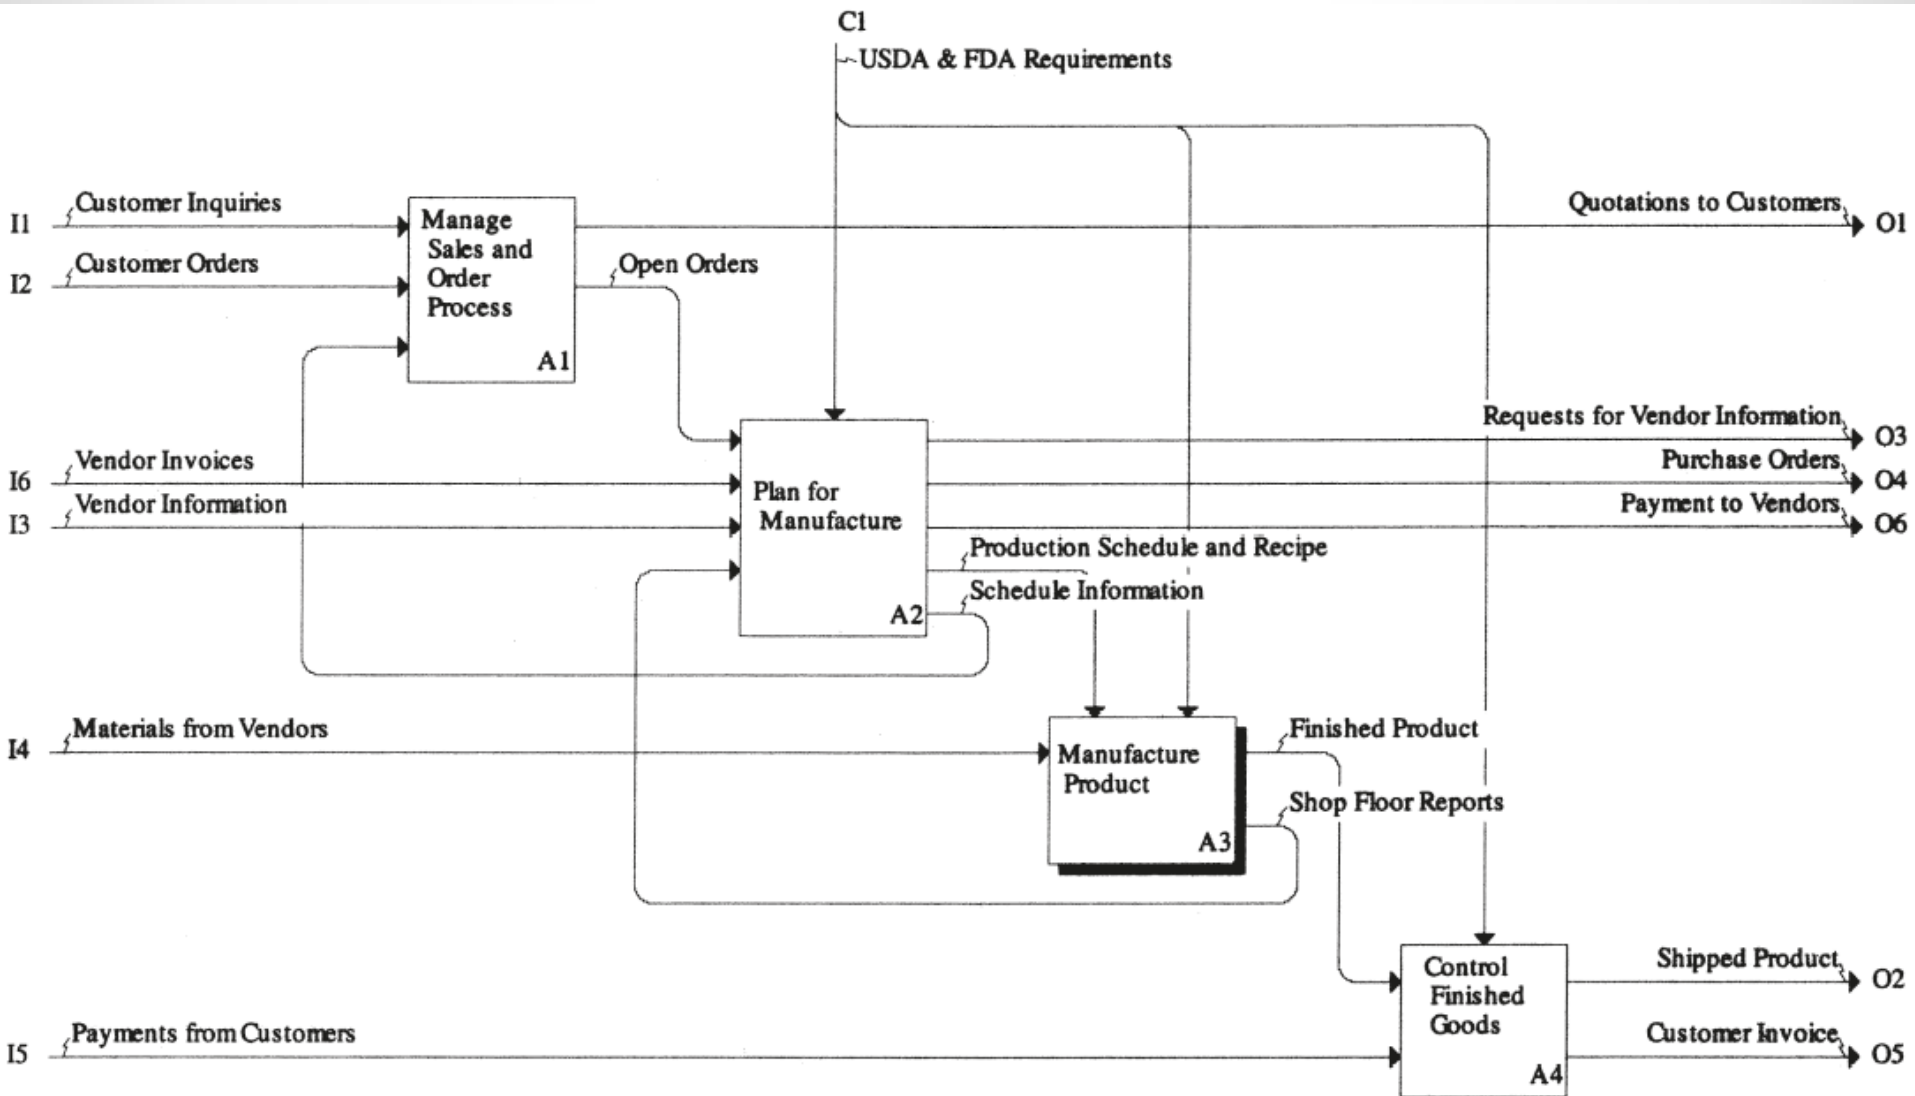 C1
USDA & FDA Requirements
I1
Customer Inquiries
Quotations to Customers
O1
I2
Customer Orders
Manage
Sales and
Order
Process
A1
Open Orders
Requests for Vendor Information
O3
I6
Vendor Invoices
Purchase Orders
O4
I3
Vendor Information
Payment to Vendors
O6
Plan for
Manufacture
A2
Production Schedule and Recipe
Schedule Information
I4
Materials from Vendors
Manufacture
Product
A3
Finished Product
Shop Floor Reports
Control
Finished
Goods
A4
Shipped Product
O2
I5
Payments from Customers
Customer Invoice
O5